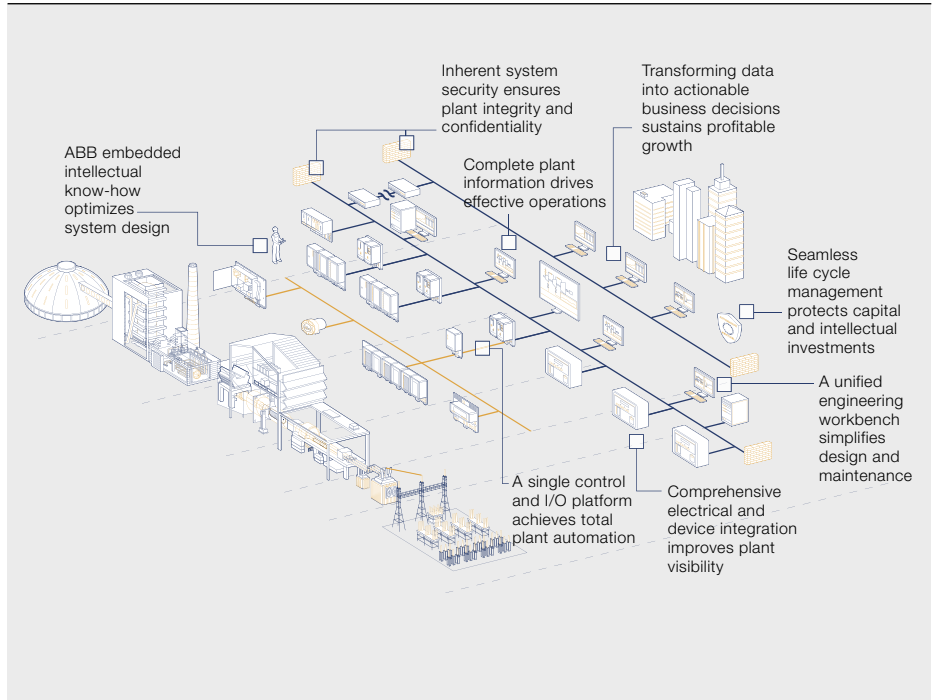 Inherent system
security ensures
plant integrity and
confidentiality
Transforming data
into actionable
business decisions
sustains profitable
growth
ABB embedded
intellectual
know-how
optimizes
system design
Complete plant
information drives
effective operations
Seamless
life cycle
management
protects capital
and intellectual
investments
A unified
engineering
workbench
simplifies
design and
maintenance
A single control
and I/O platform
achieves total
plant automation
Comprehensive
electrical and
device integration
improves plant
visibility